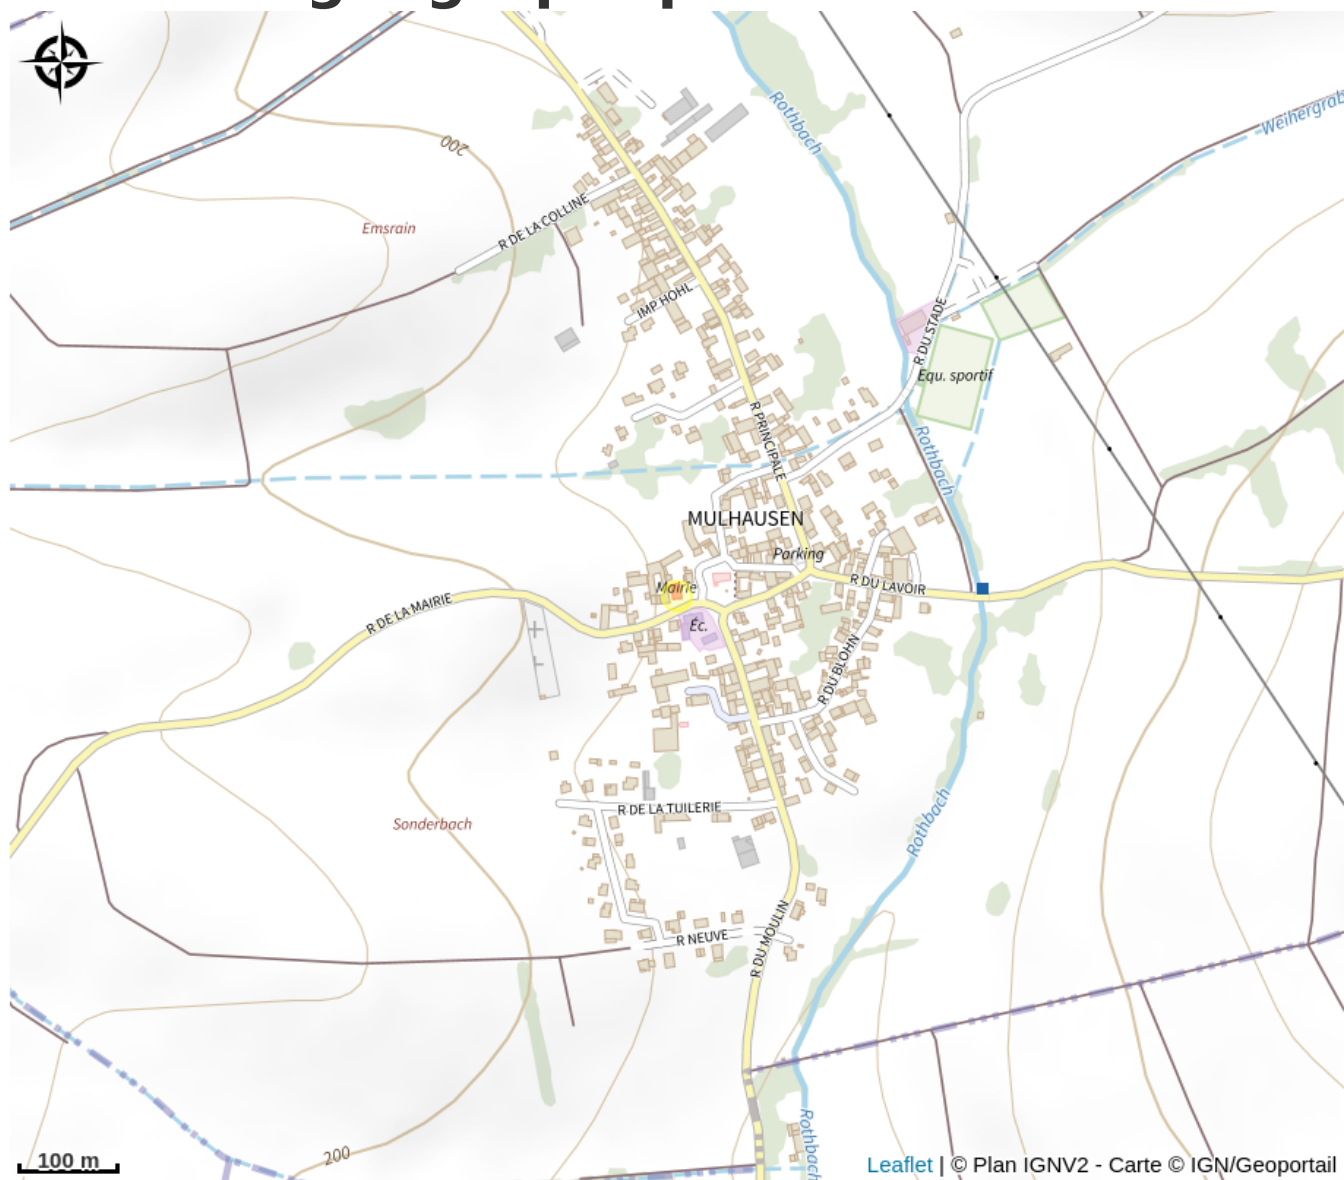 Rothbach
Weihergrab
200
R DE LA COLLINE
Emsrain
IMP HOHL
R DU STADE
Equ. sportif
R PRINCIPALE
Rothbach
MULHAUSEN
Parking
Mairie
R DU LAVOIR
R DE LA MAIRIE
Éc.
R DU BLOHN
R DE LA TUILERIE
Sonderbach
Rothbach
R NEUVE
R DU MOULIN
Rothbach
200
100 m
Leaflet | © Plan IGNV2 - Carte © IGN/Geoportail